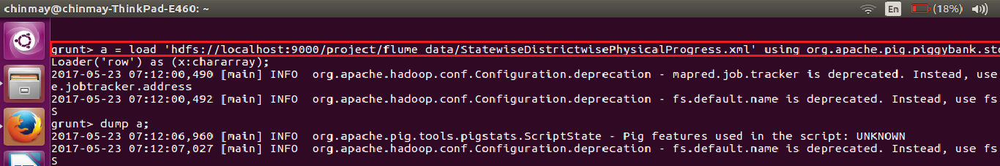 chinmay@chinmay-ThinkPad-E460: ~
En
(18%)
grunt> a = load 'hdfs://localhost:9000/project/flume_data/StatewiseDistrictwisePhysicalProgress.xml' using org.apache.pig.piggybank.sto
Loader('row') as (x:chararray);
2017-05-23 07:12:00,490 [main] INFO  org.apache.hadoop.conf.Configuration.deprecation - mapred.job.tracker is deprecated. Instead, use
e.jobtracker.address
2017-05-23 07:12:00,492 [main] INFO  org.apache.hadoop.conf.Configuration.deprecation - fs.default.name is deprecated. Instead, use fs
S
grunt> dump a;
2017-05-23 07:12:06,960 [main] INFO  org.apache.pig.tools.pigstats.ScriptState - Pig features used in the script: UNKNOWN
2017-05-23 07:12:07,027 [main] INFO  org.apache.hadoop.conf.Configuration.deprecation - fs.default.name is deprecated. Instead, use fs
S